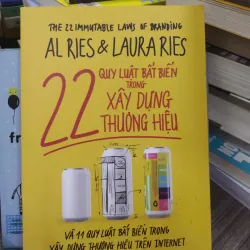 THE 22 IMMUTABLE LAWS OF BRANDING
AL RIES & LAURA RIES
22
QUY LUẬT BẤT BIẾN
TRONG
XÂY DỰNG
THƯƠNG HIỆU
VÀ 11 QUY LUẬT BẤT BIẾN TRONG
XÂY DỰNG THƯƠNG HIỆU TRÊN INTERNET